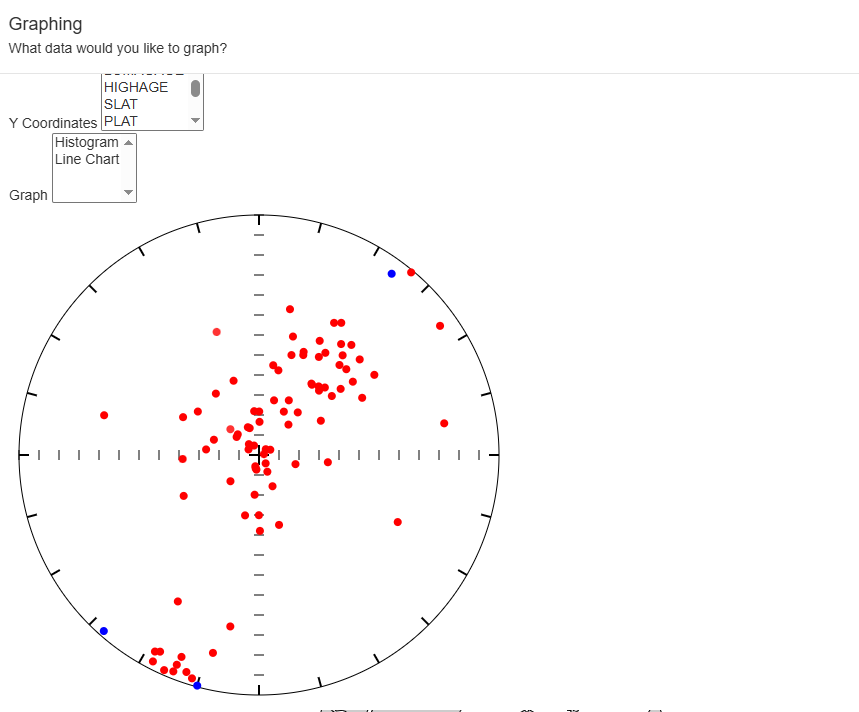 Graphing
What data would you like to graph?
HIGHAGE
SLAT
Y Coordinates PLAT
Histogram
Line Chart
Graph